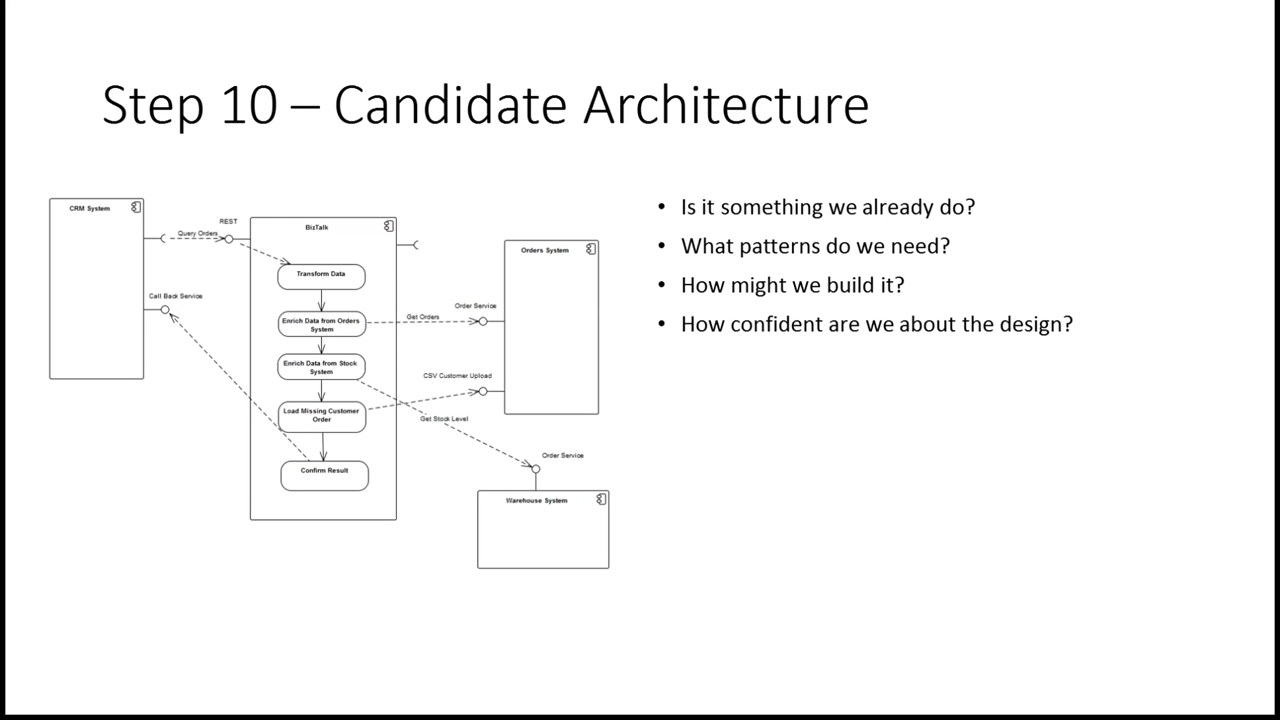 Step 10 – Candidate Architecture
CRM System
REST
Query Orders
Call Back Service
BizTalk
Transform Data
Enrich Data from Orders
System
Enrich Data from Stock
System
Load Missing Customer
Order
Confirm Result
Get Orders
Order Service
CSV Customer Upload
Get Stock Level
Orders System
Order Service
Warehouse System
• Is it something we already do?
• What patterns do we need?
• How might we build it?
• How confident are we about the design?